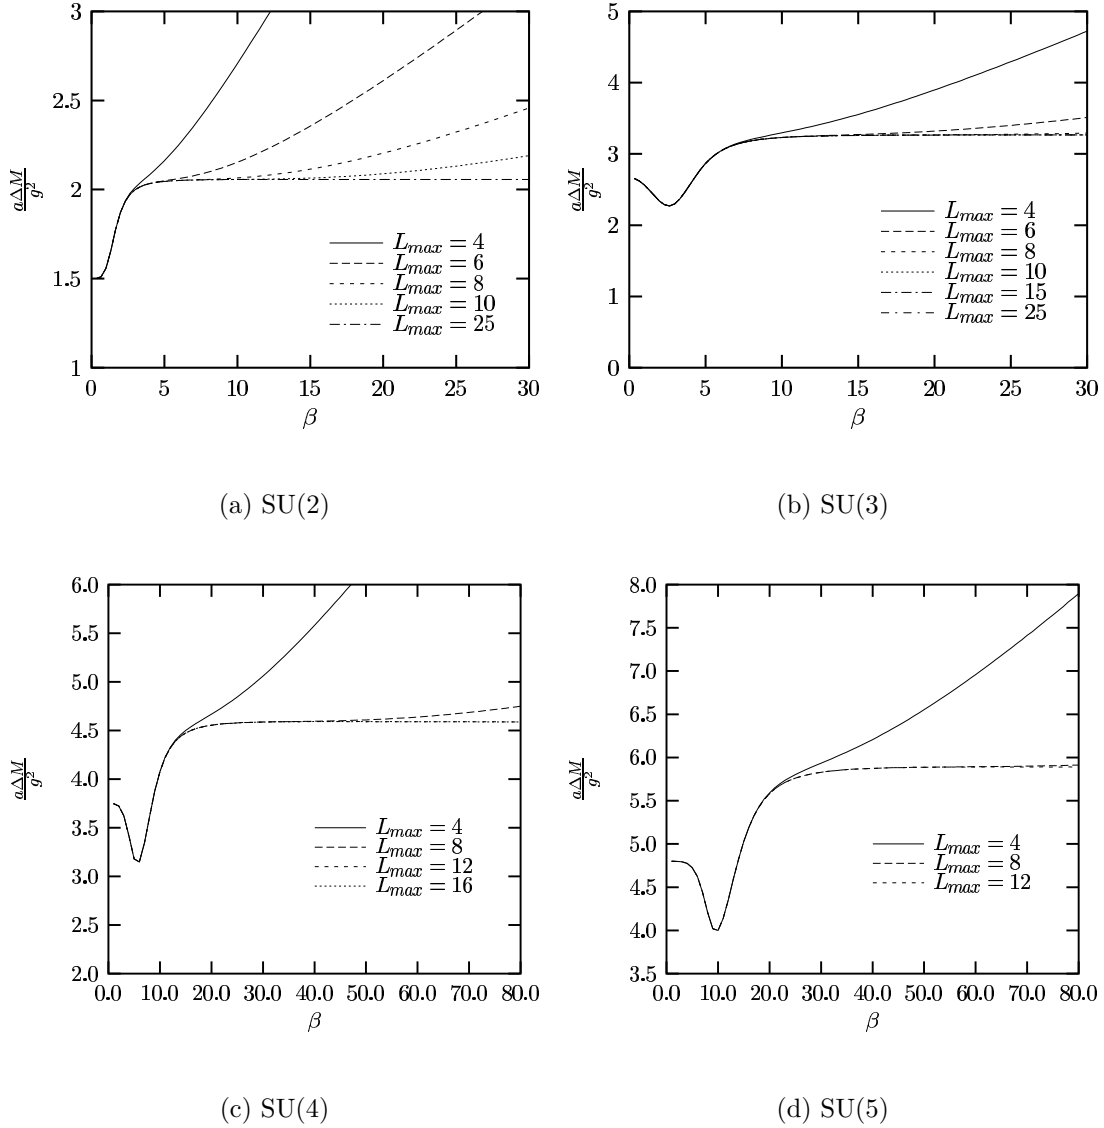 3
2.5
2
1.5
1
0 5 10 15 20 25 30
aΔM/g²
β
L_max = 4
L_max = 6
L_max = 8
L_max = 10
L_max = 25
(a) SU(2)
5
4
3
2
1
0
0 5 10 15 20 25 30
aΔM/g²
β
L_max = 4
L_max = 6
L_max = 8
L_max = 10
L_max = 15
L_max = 25
(b) SU(3)
6.0
5.5
5.0
4.5
4.0
3.5
3.0
2.5
2.0
0.0 10.0 20.0 30.0 40.0 50.0 60.0 70.0 80.0
aΔM/g²
β
L_max = 4
L_max = 8
L_max = 12
L_max = 16
(c) SU(4)
8.0
7.5
7.0
6.5
6.0
5.5
5.0
4.5
4.0
3.5
0.0 10.0 20.0 30.0 40.0 50.0 60.0 70.0 80.0
aΔM/g²
β
L_max = 4
L_max = 8
L_max = 12
(d) SU(5)